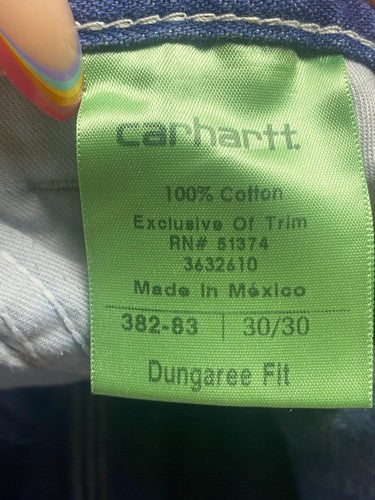 carhartt.
100% Cotton
Exclusive Of Trim
RN# 51374
3632610
Made In México
382-83 | 30/30
Dungaree Fit